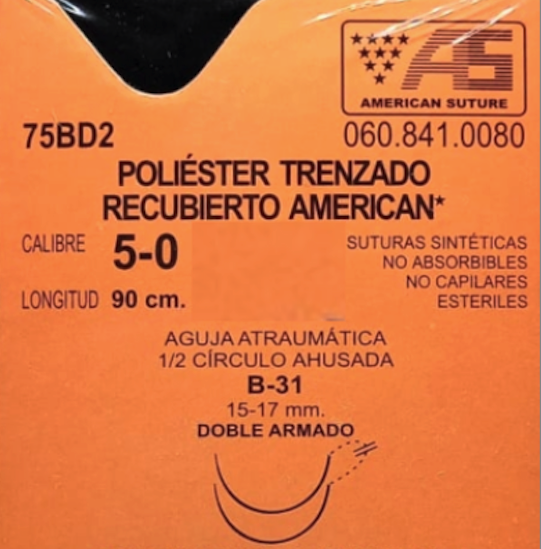 AS
AMERICAN SUTURE
75BD2
060.841.0080
POLIÉSTER TRENZADO
RECUBIERTO AMERICAN*
CALIBRE 5-0
LONGITUD 90 cm.
SUTURAS SINTÉTICAS
NO ABSORBIBLES
NO CAPILARES
ESTERILES
AGUJA ATRAUMÁTICA
1/2 CÍRCULO AHUSADA
B-31
15-17 mm.
DOBLE ARMADO